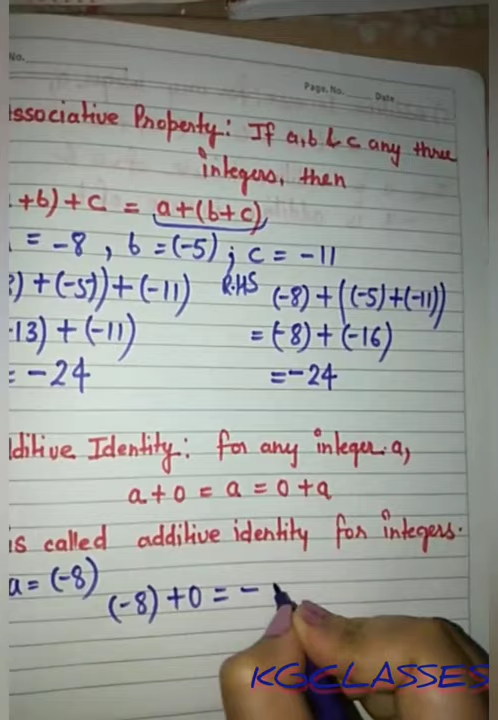 No.
Page. No. Date
ssociative Property: If a, b & c any three
integers, then
+b) + c = a+(b+c)
= -8 , b = (-5) ; c = -11
) + (-5)) + (-11) R.HS (-8) + ((-5)+(-11))
-13) + (-11) = (-8) + (-16)
= -24 = -24
dditive Identity: for any integer a,
a + 0 = a = 0 + a
is called additive identity for integers.
a = (-8)
(-8) + 0 = -
KGCLASSES